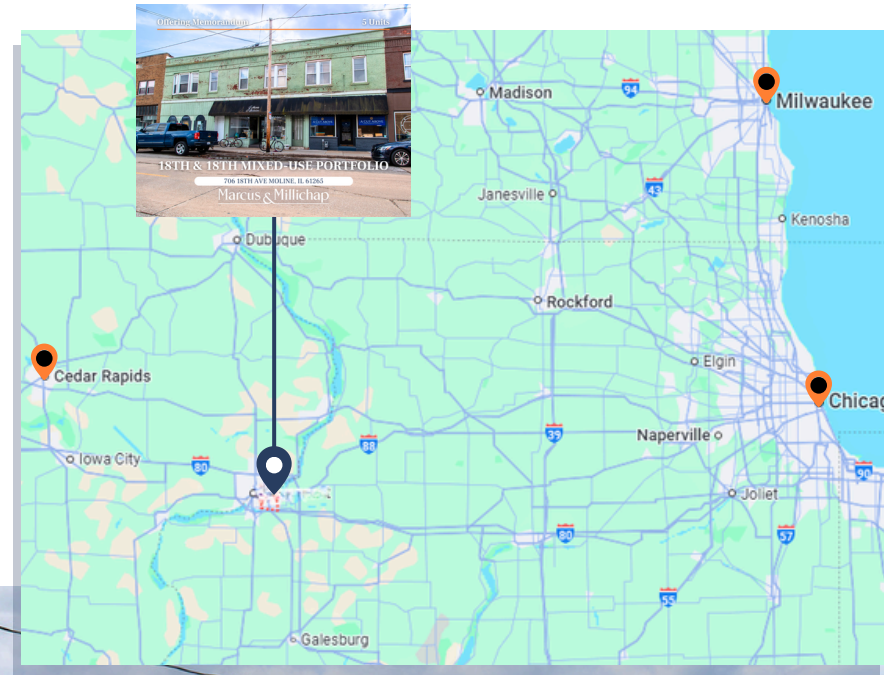 Offering Memorandum
5 Units
18TH & 18TH MIXED-USE PORTFOLIO
706 18TH AVE MOLINE, IL 61265
Marcus & Millichap
Madison
94
Milwaukee
Janesville
43
Kenosha
Dubuque
Rockford
Elgin
Cedar Rapids
Chicag
88
39
Naperville
Iowa City
80
90
Joliet
80
57
55
Galesburg